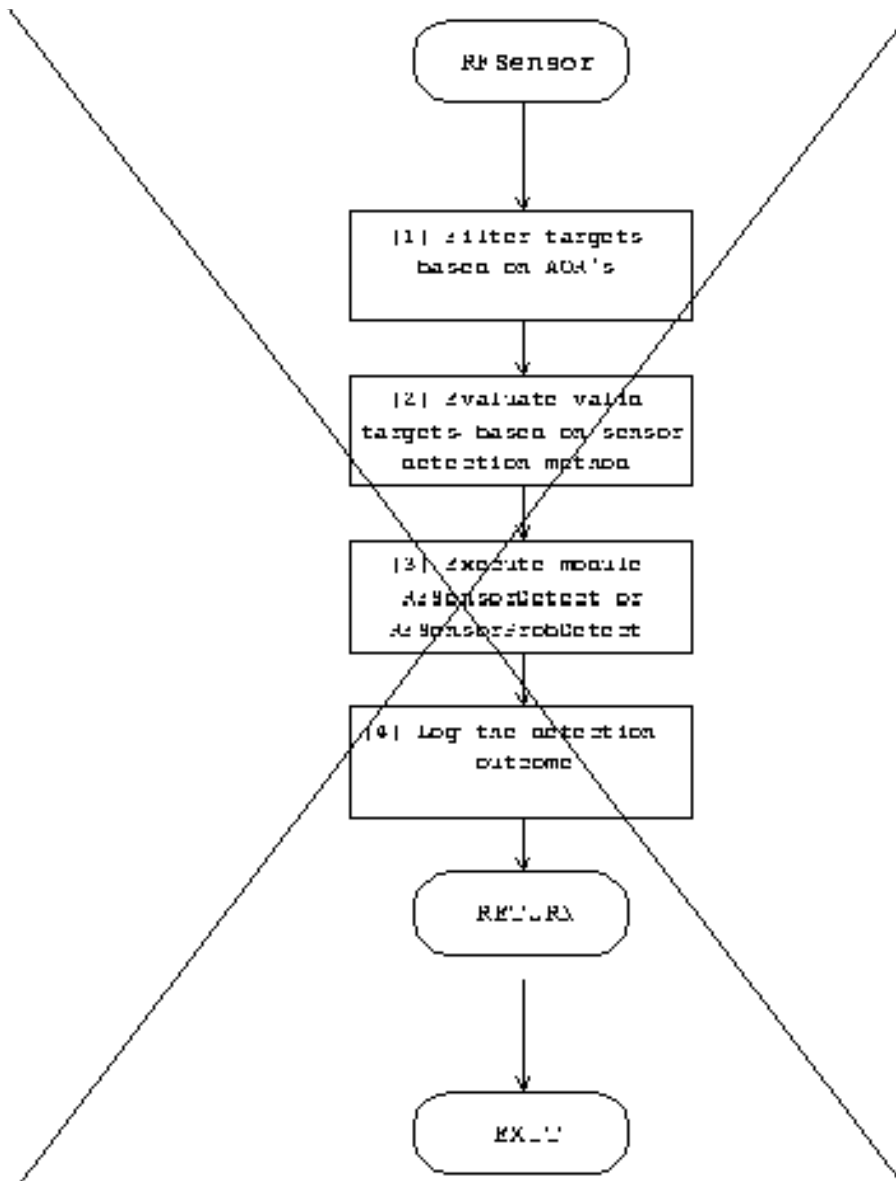 RFSensor
[1] Filter targets
based on AOR's
[2] Evaluate valid
targets based on sensor
detection method
[3] Execute module
RFSensorDetect or
RFSensorProbDetect
[4] Log the detection
outcome
RETURN
EXIT